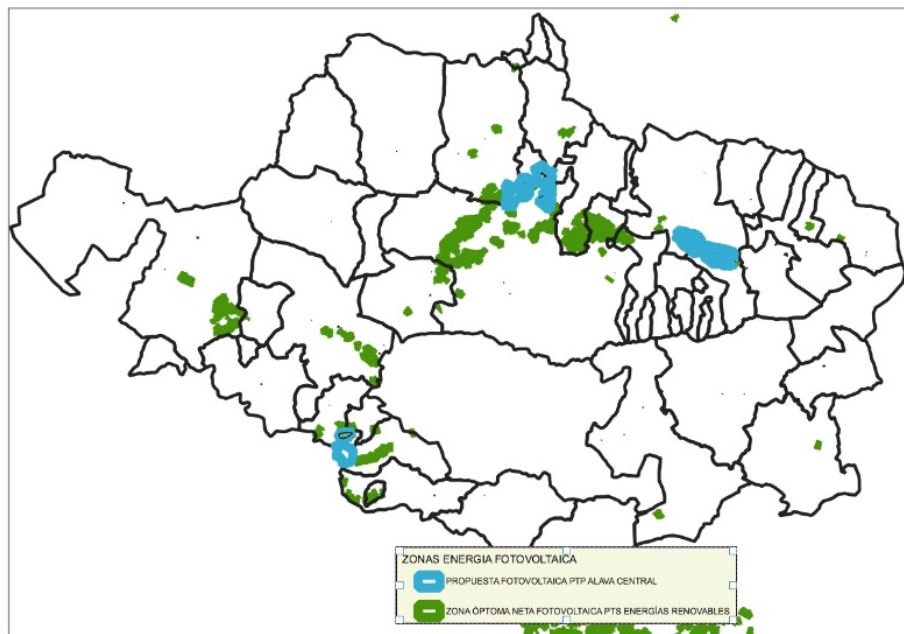 ZONAS ENERGIA FOTOVOLTAICA
PROPUESTA FOTOVOLTAICA PTP ALAVA CENTRAL
ZONA ÓPTOMA NETA FOTOVOLTAICA PTS ENERGÍAS RENOVABLES